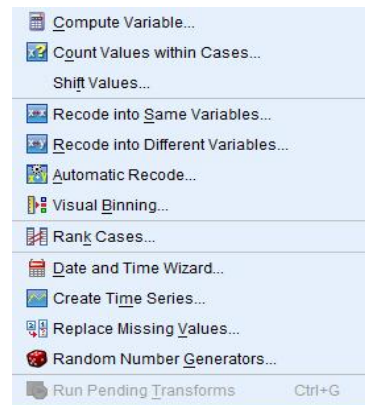 Compute Variable...
Count Values within Cases...
Shift Values...
Recode into Same Variables...
Recode into Different Variables...
Automatic Recode...
Visual Binning...
Rank Cases...
Date and Time Wizard...
Create Time Series...
Replace Missing Values...
Random Number Generators...
Run Pending Transforms Ctrl+G